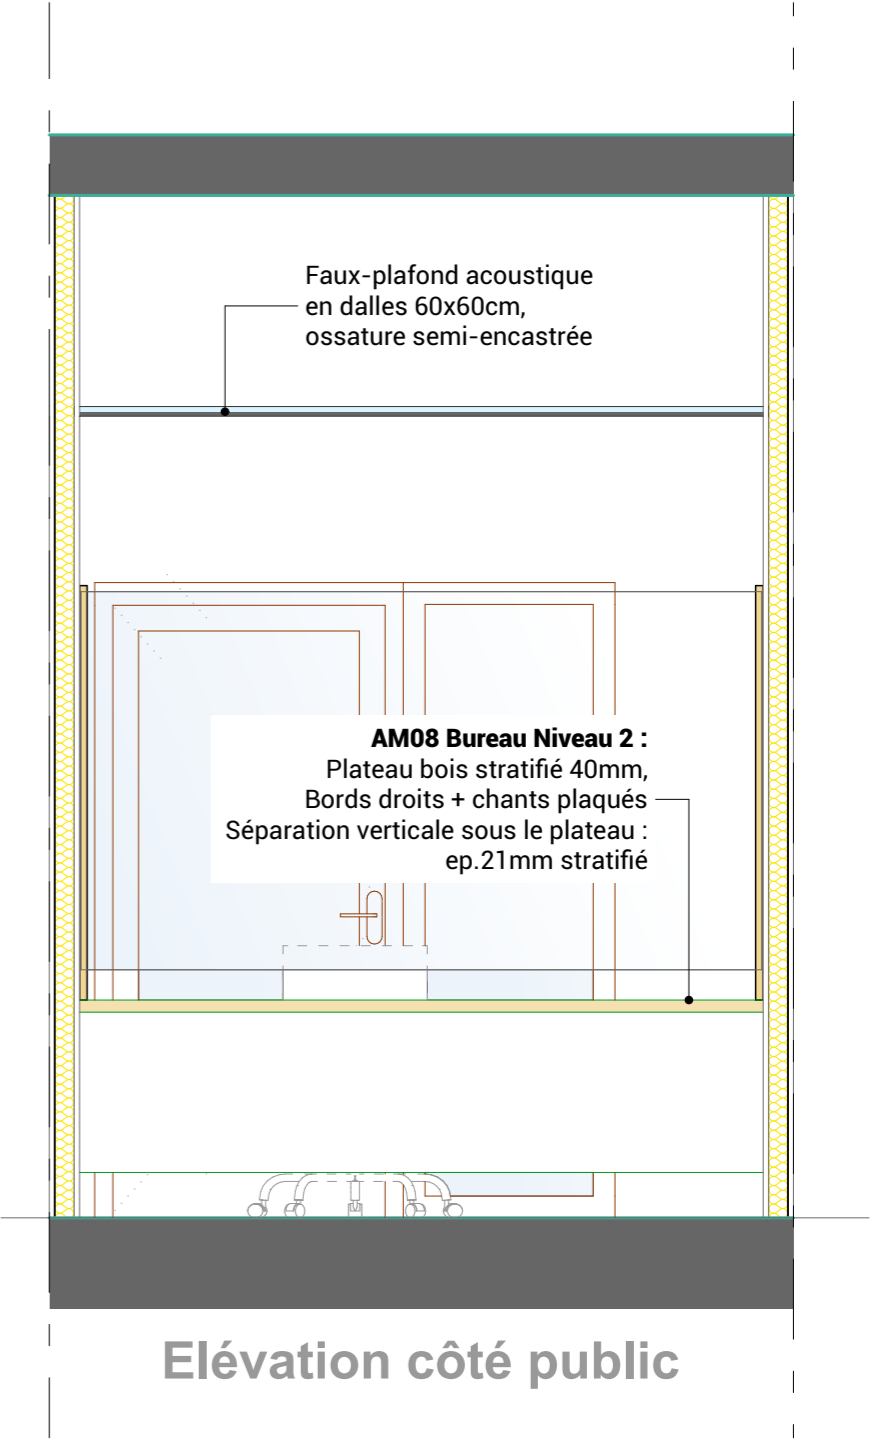 Faux-plafond acoustique
en dalles 60x60cm,
ossature semi-encastrée
AM08 Bureau Niveau 2 :
Plateau bois stratifié 40mm,
Bords droits + chants plaqués
Séparation verticale sous le plateau :
ep.21mm stratifié
Elévation côté public